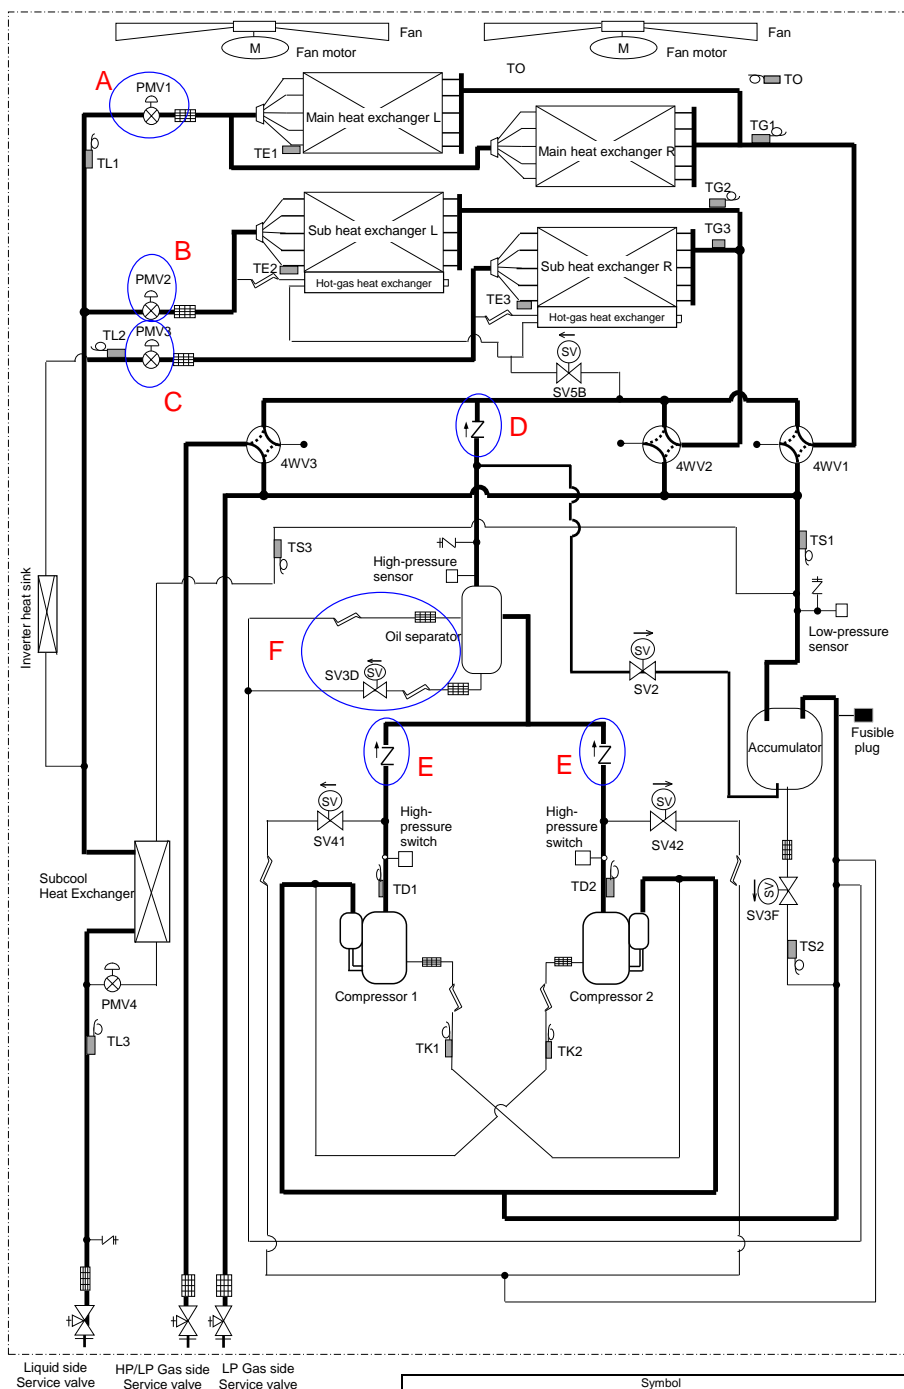 Fan
Fan
M
M
Fan motor
Fan motor
A
PMV1
TO
TO
Main heat exchanger L
TG1
TE1
Main heat exchanger R
TL1
TG2
B
Sub heat exchanger L
TG3
PMV2
TE2
Sub heat exchanger R
Hot-gas heat exchanger
TE3
Hot-gas heat exchanger
TL2
PMV3
SV
C
SV5B
D
4WV3
4WV2
4WV1
TS3
TS1
High-pressure
sensor
Inverter heat sink
Oil separator
Low-pressure
sensor
F
SV
SV3D
SV
SV2
Fusible
plug
Accumulator
E
E
SV
SV
High-
pressure
switch
High-
pressure
switch
SV41
SV42
Subcool
Heat Exchanger
TD1
TD2
SV
SV3F
TS2
Compressor 1
Compressor 2
PMV4
TL3
TK1
TK2
Liquid side
Service valve
HP/LP Gas side
Service valve
LP Gas side
Service valve
Symbol